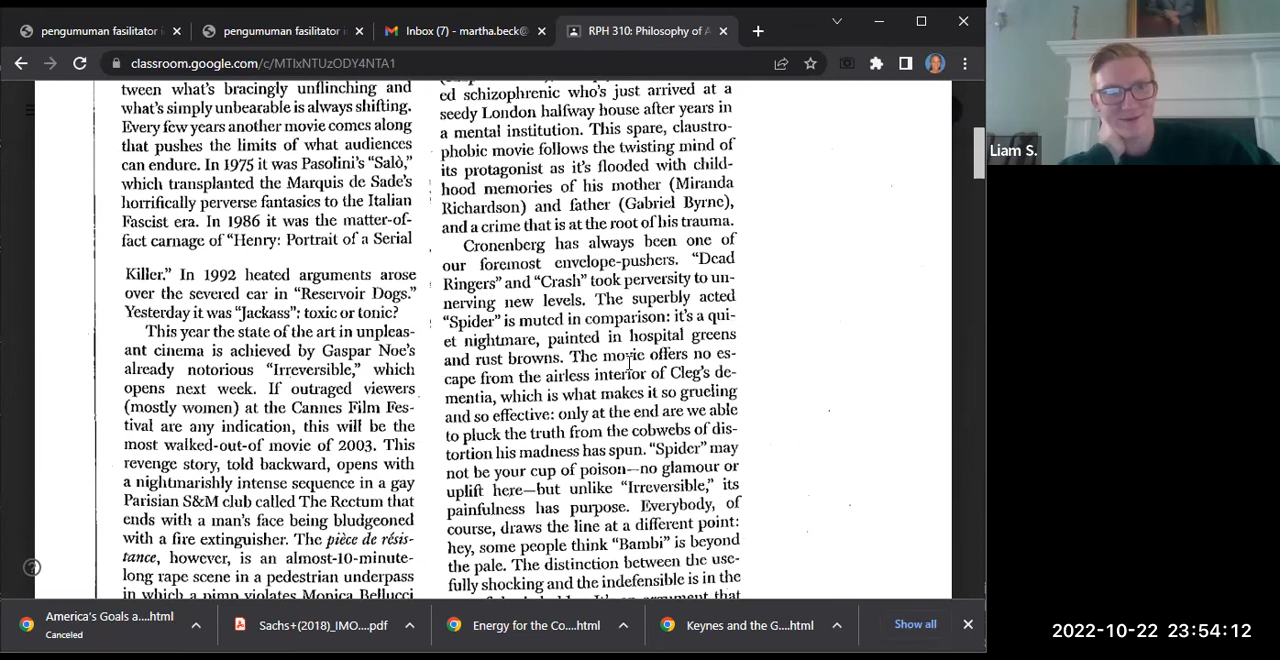 pengumuman fasilitator
pengumuman fasilitator
Inbox (7) - martha.beck@
RPH 310: Philosophy of A
classroom.google.com/c/MTIxNTUzODY4NTA1
tween what's bracingly unflinching and
what's simply unbearable is always shifting.
Every few years another movie comes along
that pushes the limits of what audiences
can endure. In 1975 it was Pasolini's "Salò,"
which transplanted the Marquis de Sade's
horrifically perverse fantasies to the Italian
Fascist era. In 1986 it was the matter-of-
fact carnage of "Henry: Portrait of a Serial
Killer." In 1992 heated arguments arose
over the severed ear in "Reservoir Dogs."
Yesterday it was "Jackass": toxic or tonic?
This year the state of the art in unpleas-
ant cinema is achieved by Gaspar Noe's
already notorious "Irreversible," which
opens next week. If outraged viewers
(mostly women) at the Cannes Film Fes-
tival are any indication, this will be the
most walked-out-of movie of 2003. This
revenge story, told backward, opens with
a nightmarishly intense sequence in a gay
Parisian S&M club called The Rectum that
ends with a man's face being bludgeoned
with a fire extinguisher. The pièce de résis-
tance, however, is an almost-10-minute-
long rape scene in a pedestrian underpass
in which a pimp violates Monica Bellucci
ed schizophrenic who's just arrived at a
seedy London halfway house after years in
a mental institution. This spare, claustro-
phobic movie follows the twisting mind of
its protagonist as it's flooded with child-
hood memories of his mother (Miranda
Richardson) and father (Gabriel Byrne),
and a crime that is at the root of his trauma.
Cronenberg has always been one of
our foremost envelope-pushers. "Dead
Ringers" and "Crash" took perversity to un-
nerving new levels. The superbly acted
"Spider" is muted in comparison: it's a qui-
et nightmare, painted in hospital greens
and rust browns. The movie offers no es-
cape from the airless interior of Cleg's de-
mentia, which is what makes it so grueling
and so effective: only at the end are we able
to pluck the truth from the cobwebs of dis-
tortion his madness has spun. "Spider" may
not be your cup of poison—no glamour or
uplift here—but unlike "Irreversible," its
painfulness has purpose. Everybody, of
course, draws the line at a different point:
hey, some people think "Bambi" is beyond
the pale. The distinction between the use-
fully shocking and the indefensible is in the
argument that
Liam S.
America's Goals a....html
Canceled
Sachs+(2018)_IMO....pdf
Energy for the Co....html
Keynes and the G....html
Show all
2022-10-22 23:54:12